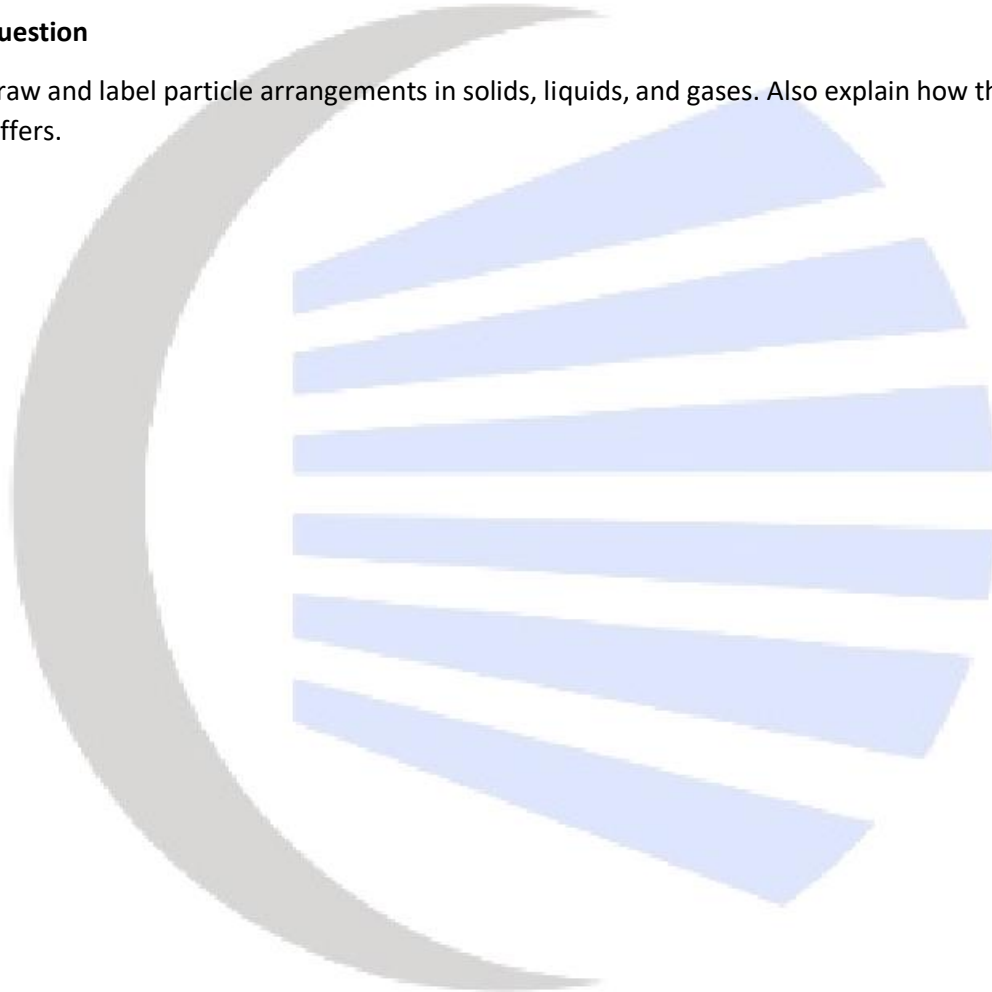 uestion
raw and label particle arrangements in solids, liquids, and gases. Also explain how th
ffers.